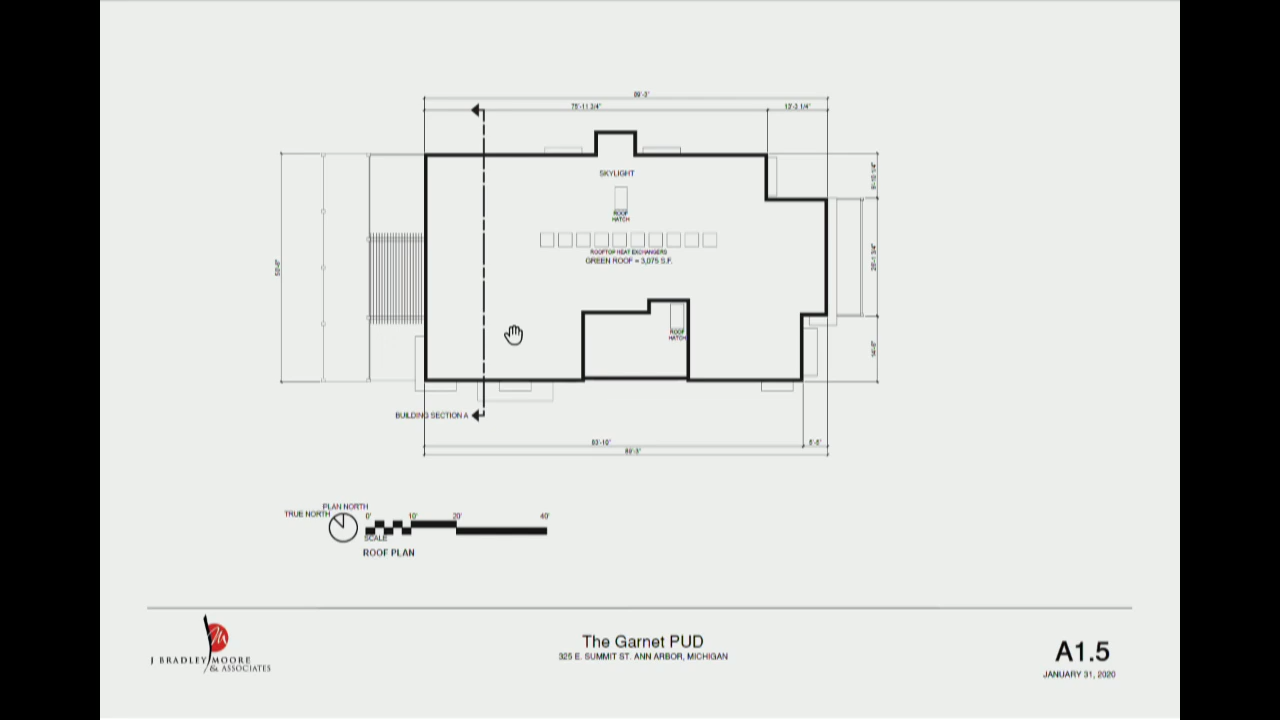 89'-3"
75'-11 3/4"
13'-3 1/4"
SKYLIGHT
ROOF
HATCH
ROOFTOP HEAT EXCHANGERS
GREEN ROOF = 3,075 S.F.
ROOF
HATCH
BUILDING SECTION A
83'-10"
5'-5"
89'-3"
PLAN NORTH
TRUE NORTH
0'
10'
20'
40'
SCALE
ROOF PLAN
J BRADLEY MOORE
& ASSOCIATES
The Garnet PUD
325 E. SUMMIT ST. ANN ARBOR, MICHIGAN
A1.5
JANUARY 31, 2020